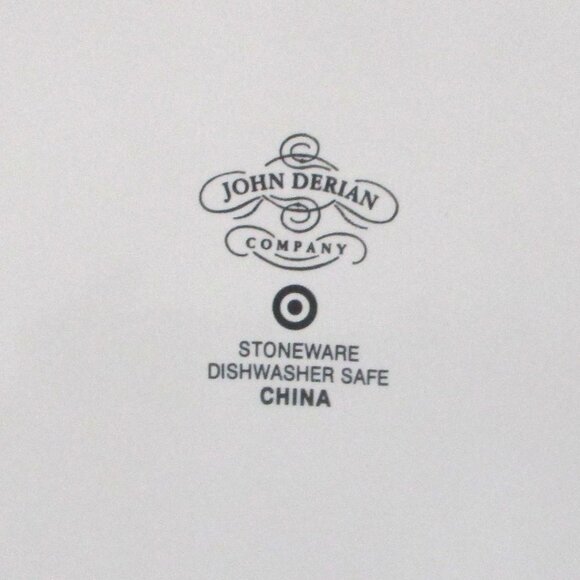 JOHN DERIAN
COMPANY
STONEWARE
DISHWASHER SAFE
CHINA